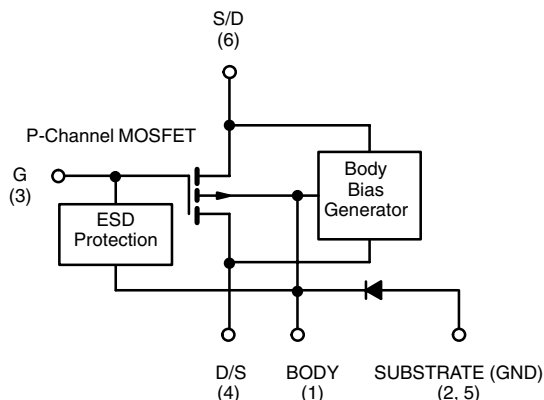 S/D
(6)
P-Channel MOSFET
G
(3)
ESD
Protection
Body
Bias
Generator
D/S
(4)
BODY
(1)
SUBSTRATE (GND)
(2, 5)